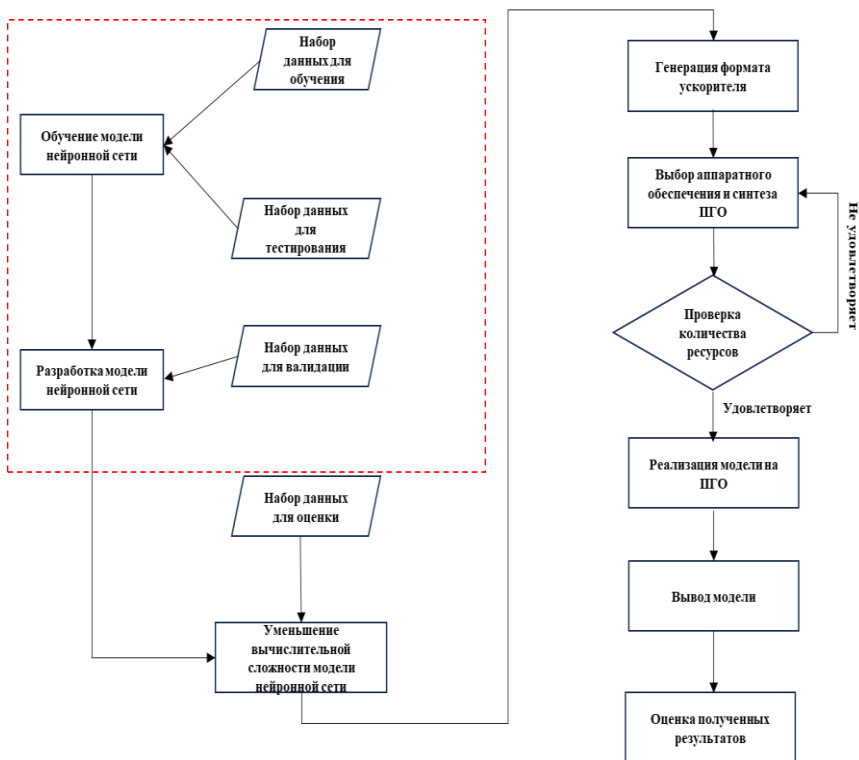 Набор
данных для
обучения
Обучение модели
нейронной сети
Набор данных
для
тестирования
Набор данных
для валидации
Разработка модели
нейронной сети
Набор данных
для оценки
Уменьшение
вычислительной
сложности модели
нейронной сети
Генерация формата
ускорителя
Выбор аппаратного
обеспечения и синтеза
ПГО
Не удовлетворяет
Проверка
количества
ресурсов
Удовлетворяет
Реализация модели на
ПГО
Вывод модели
Оценка полученных
результатов